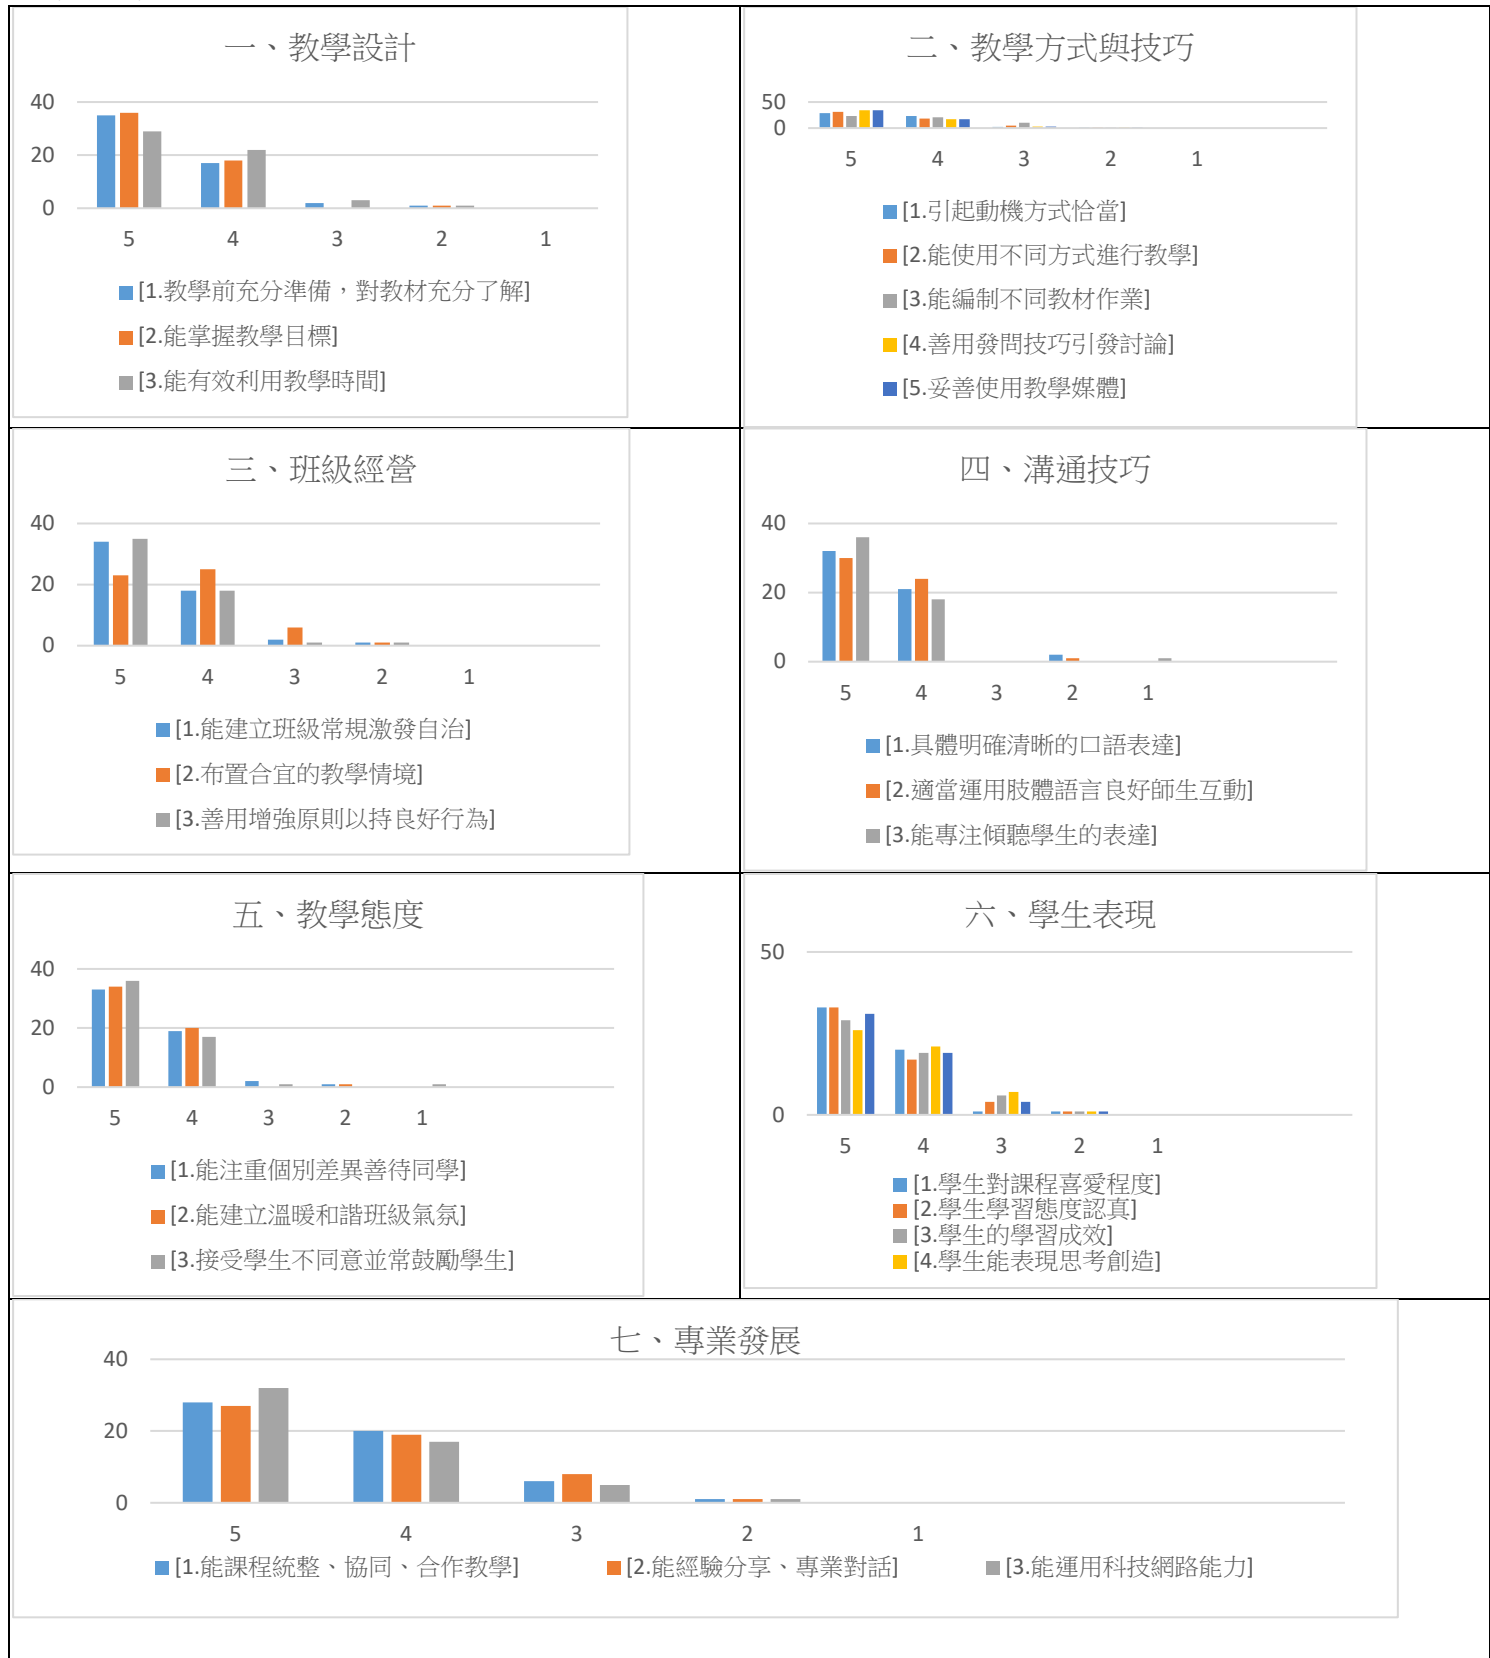 一、教學設計
40
20
0
5 4 3 2 1
[1.教學前充分準備，對教材充分了解]
[2.能掌握教學目標]
[3.能有效利用教學時間]
二、教學方式與技巧
50
0
5 4 3 2 1
[1.引起動機方式恰當]
[2.能使用不同方式進行教學]
[3.能編制不同教材作業]
[4.善用發問技巧引發討論]
[5.妥善使用教學媒體]
三、班級經營
40
20
0
5 4 3 2 1
[1.能建立班級常規激發自治]
[2.布置合宜的教學情境]
[3.善用增強原則以持良好行為]
四、溝通技巧
40
20
0
5 4 3 2 1
[1.具體明確清晰的口語表達]
[2.適當運用肢體語言良好師生互動]
[3.能專注傾聽學生的表達]
五、教學態度
40
20
0
5 4 3 2 1
[1.能注重個別差異善待同學]
[2.能建立溫暖和諧班級氣氛]
[3.接受學生不同意並常鼓勵學生]
六、學生表現
50
0
5 4 3 2 1
[1.學生對課程喜愛程度]
[2.學生學習態度認真]
[3.學生的學習成效]
[4.學生能表現思考創造]
七、專業發展
40
20
0
5 4 3 2 1
[1.能課程統整、協同、合作教學] [2.能經驗分享、專業對話] [3.能運用科技網路能力]